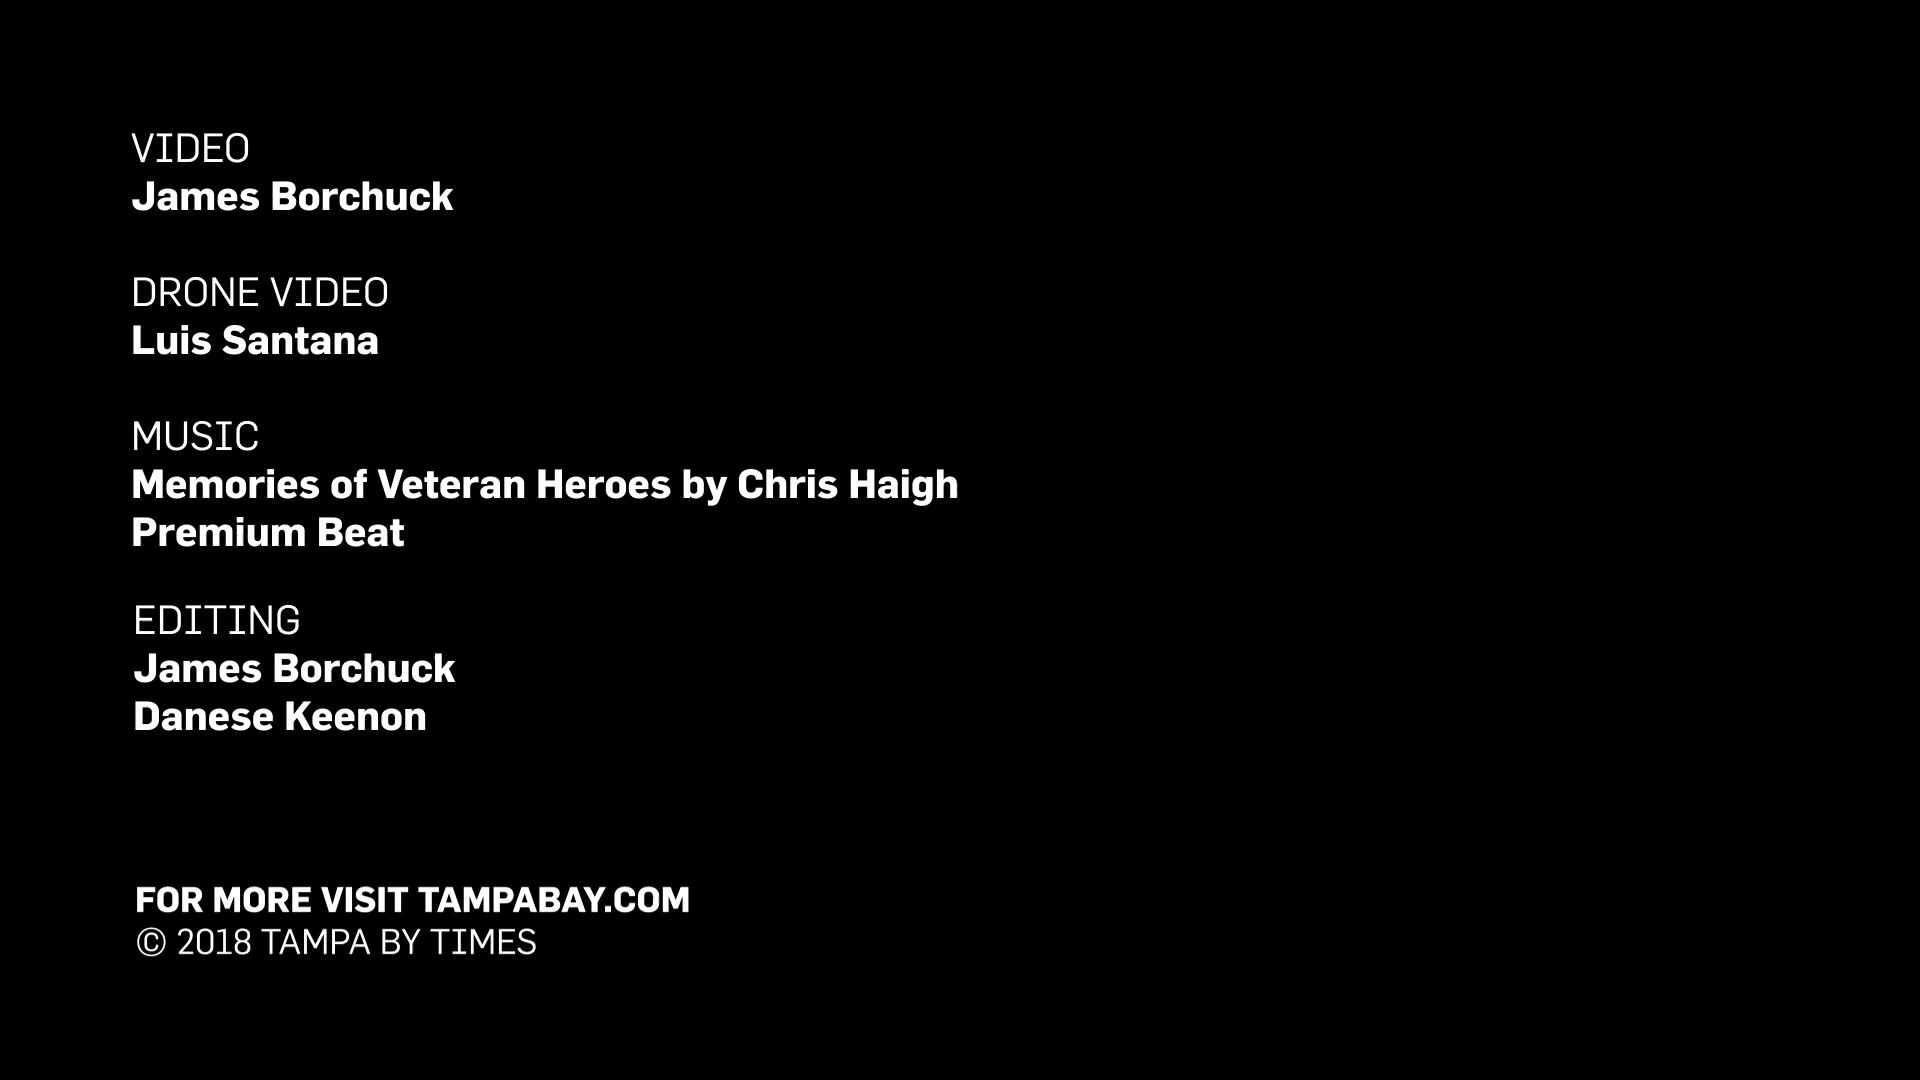 VIDEO
James Borchuck
DRONE VIDEO
Luis Santana
MUSIC
Memories of Veteran Heroes by Chris Haigh
Premium Beat
EDITING
James Borchuck
Danese Keenon
FOR MORE VISIT TAMPABAY.COM
© 2018 TAMPA BY TIMES